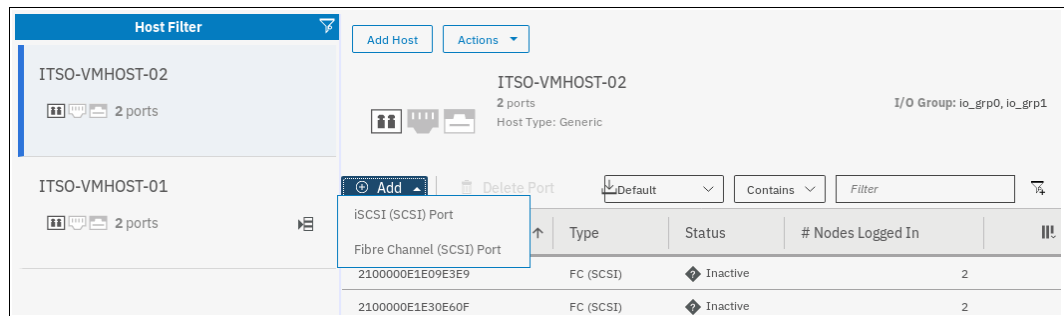 Host Filter
ITSO-VMHOST-02
2 ports
ITSO-VMHOST-01
2 ports
Add Host
Actions
ITSO-VMHOST-02
2 ports
Host Type: Generic
I/O Group: io_grp0, io_grp1
Add
Delete Port
Default
Contains
Filter
iSCSI (SCSI) Port
Fibre Channel (SCSI) Port
Type
Status
# Nodes Logged In
2100000E1E09E3E9
FC (SCSI)
Inactive
2
2100000E1E30E60F
FC (SCSI)
Inactive
2